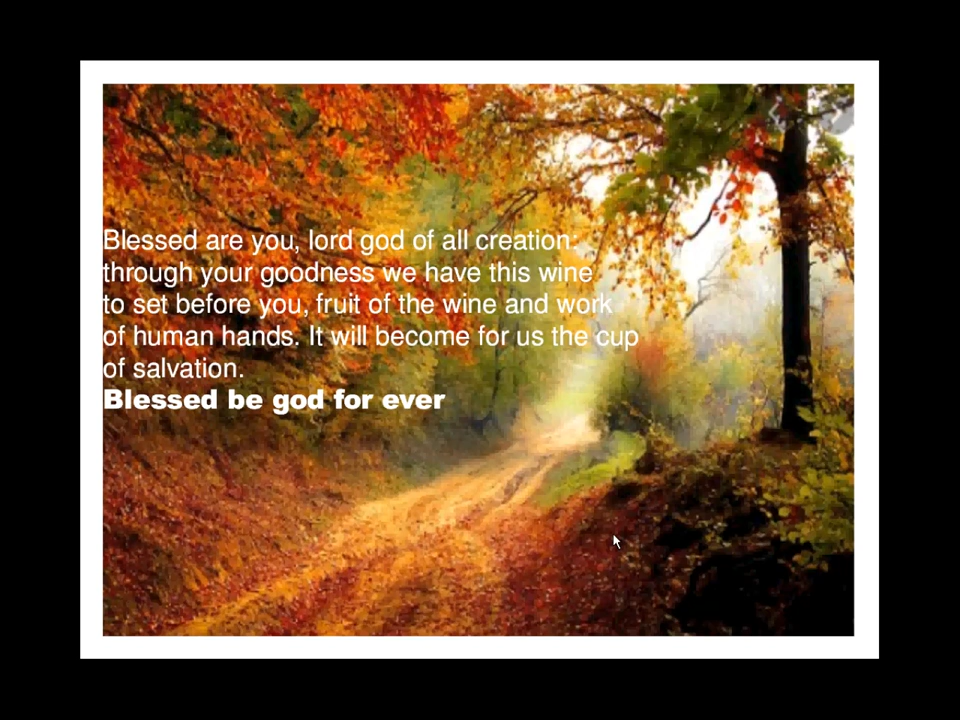 Blessed are you, lord god of all creation:
through your goodness we have this wine
to set before you, fruit of the wine and work
of human hands. It will become for us the cup
of salvation.
Blessed be god for ever